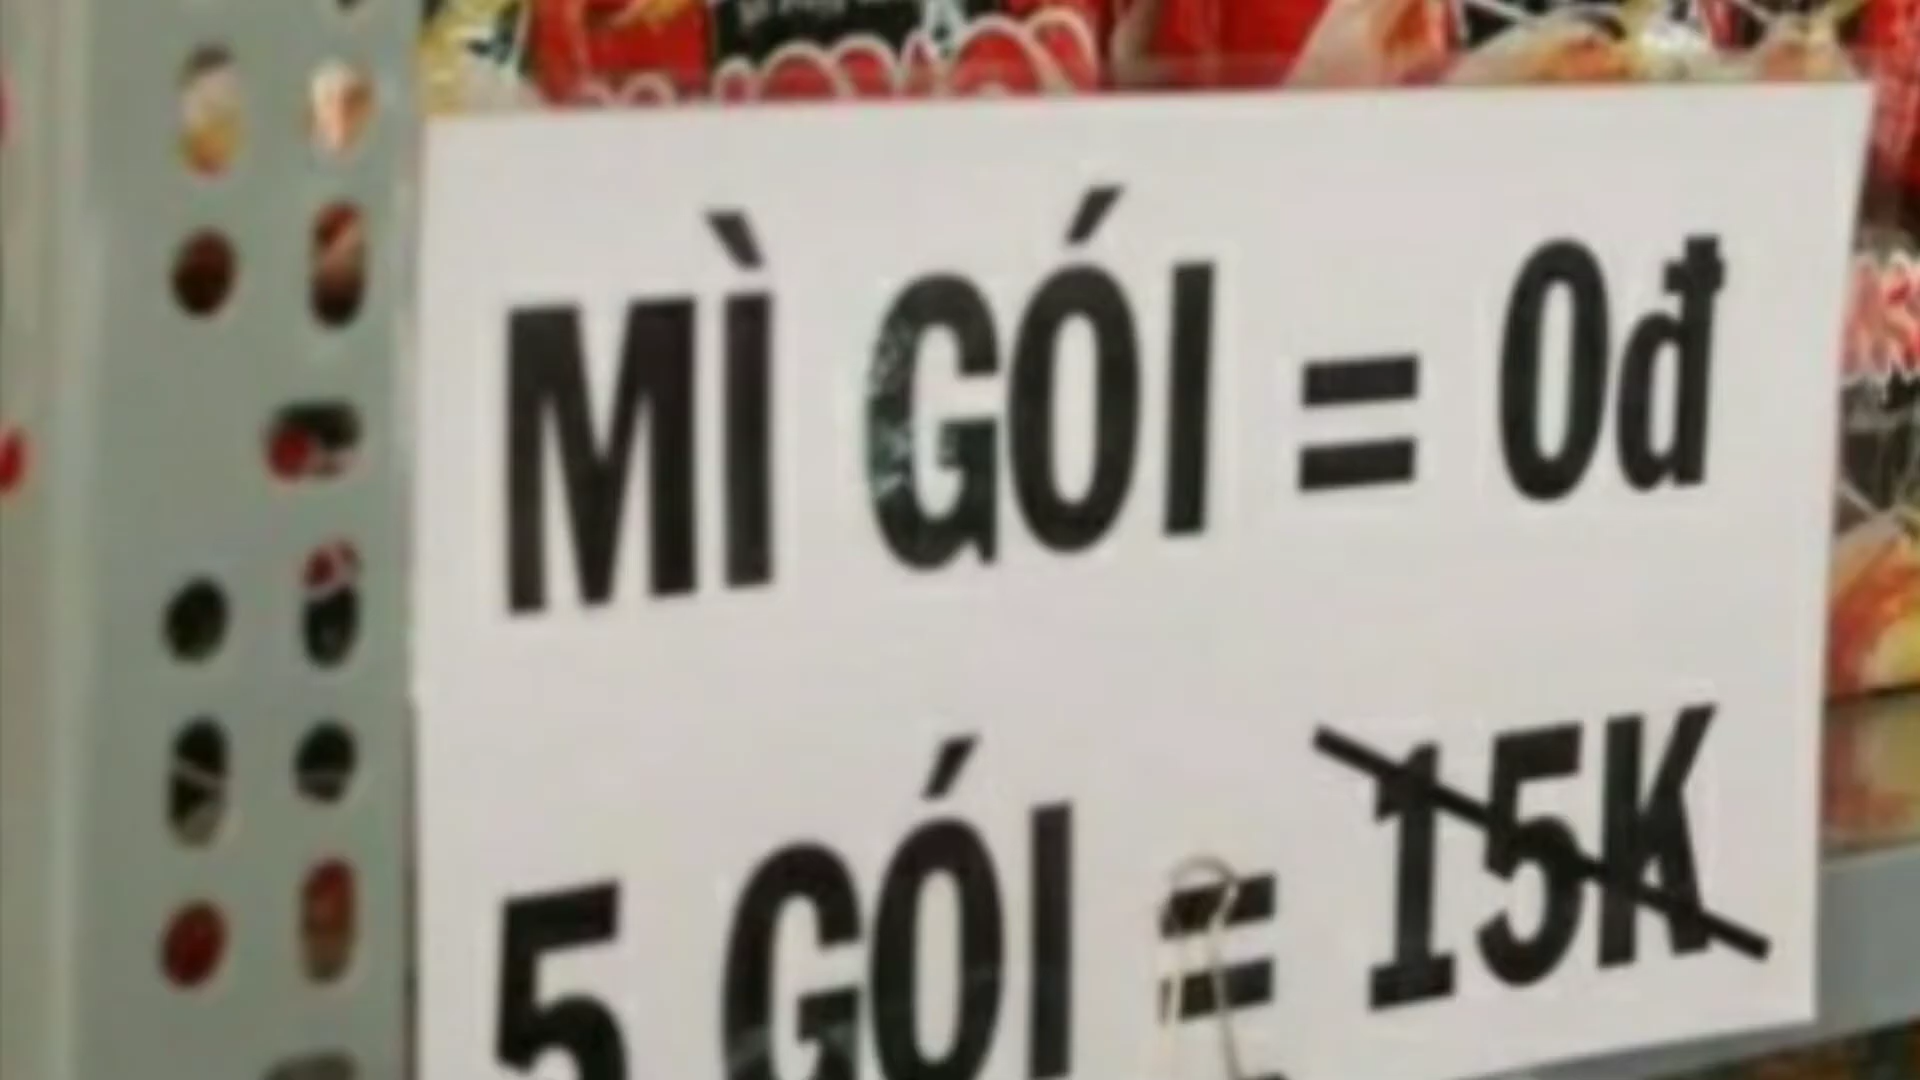 MÌ GÓI = 0đ
5 GÓI = 15K